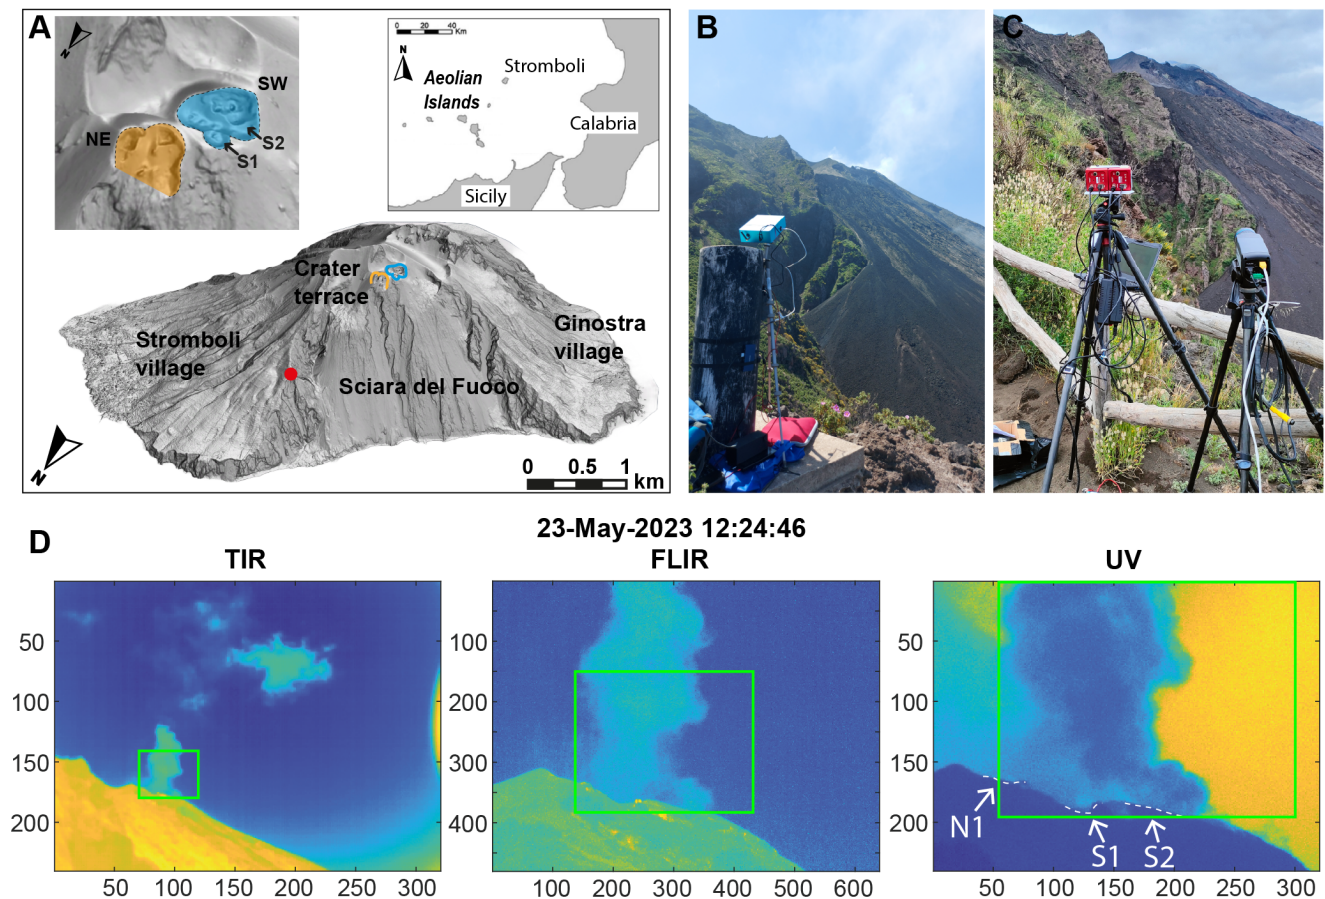 A
N
SW
NE
S2
S1
0 20 40
Km
N
Aeolian
Islands
Stromboli
Calabria
Sicily
Crater
terrace
Stromboli
village
Ginostra
village
Sciara del Fuoco
N
0 0.5 1
km
B
C
D
23-May-2023 12:24:46
TIR
FLIR
UV
50
100
150
200
50 100 150 200 250 300
100
200
300
400
100 200 300 400 500 600
50
100
150
200
N1
S1
S2
50 100 150 200 250 300